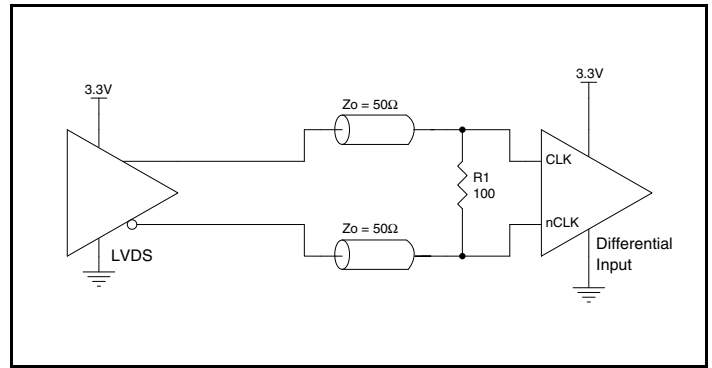 3.3V
3.3V
Zo = 50Ω
CLK
R1
100
Zo = 50Ω
nCLK
LVDS
Differential
Input